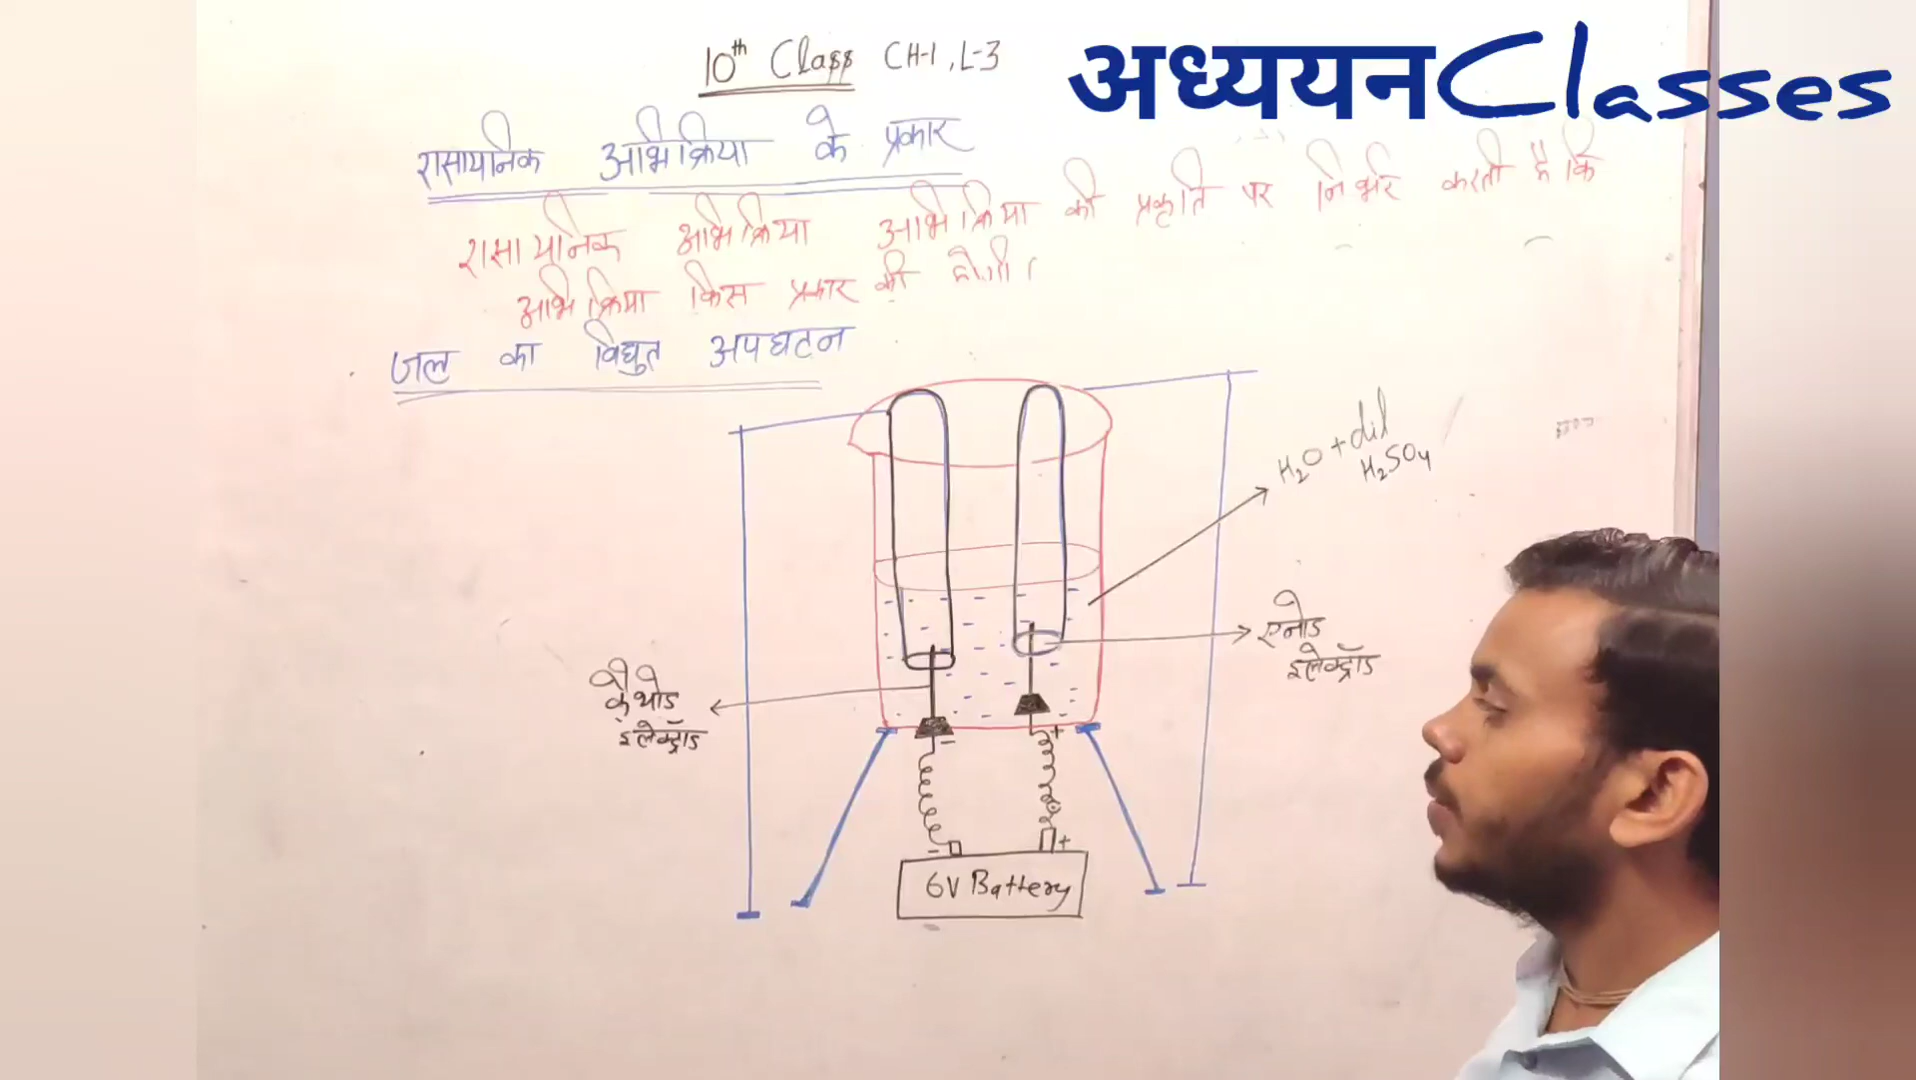 10th Class CH-1, L-3
अध्ययनClasses
रासायनिक अभिक्रिया के प्रकार
रासायनिक अभिक्रिया अभिक्रिया की प्रकृति पर निर्भर करती है कि
अभिक्रिया किस प्रकार की होगी।
जल का विद्युत अपघटन
H2O + dil
H2SO4
एनोड
इलेक्ट्रॉड
कैथोड
इलेक्ट्रॉड
- +
- +
6V Battery